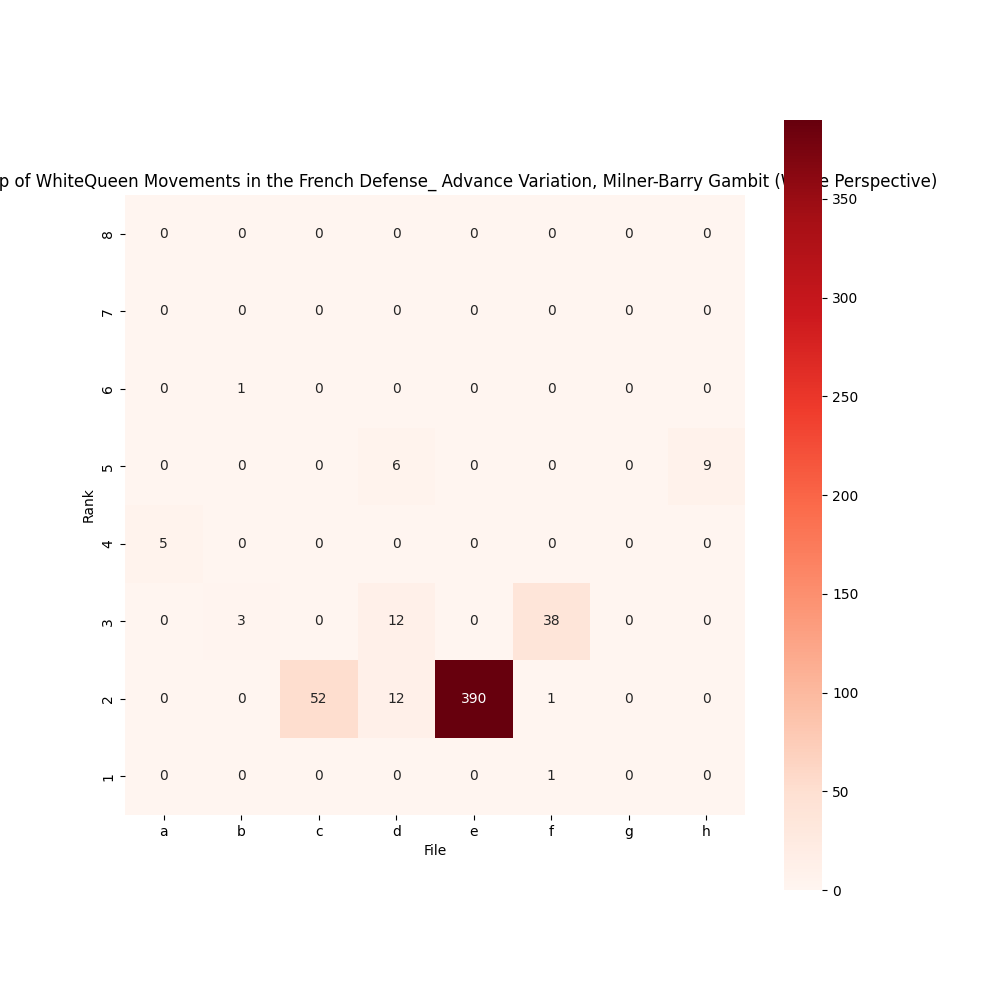 p of WhiteQueen Movements in the French Defense_ Advance Variation, Milner-Barry Gambit (W e Perspective)
350
8 0 0 0 0 0 0 0 0
300
7 0 0 0 0 0 0 0 0
6 0 1 0 0 0 0 0 0
250
5 0 0 0 6 0 0 0 9
200
Rank
4 5 0 0 0 0 0 0 0
150
3 0 3 0 12 0 38 0 0
100
2 0 0 52 12 390 1 0 0
50
1 0 0 0 0 0 1 0 0
a b c d e f g h
File
0